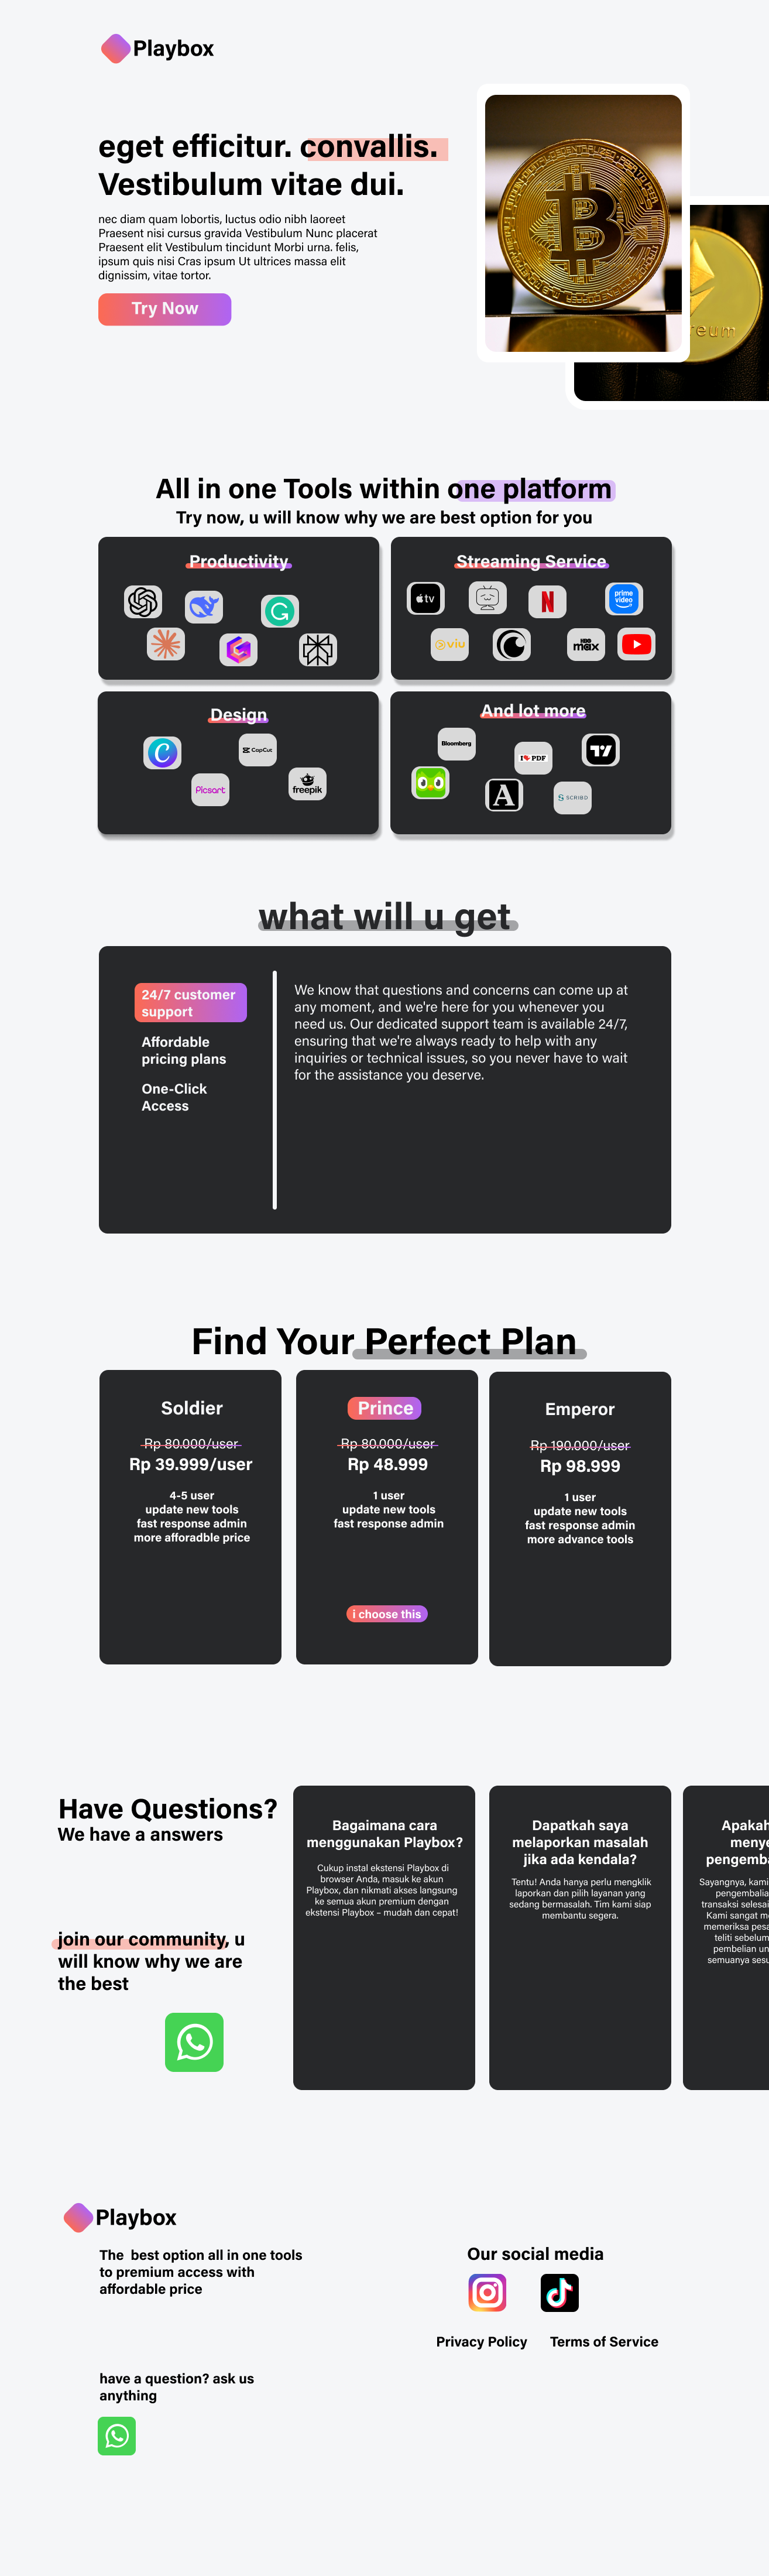 Playbox
eget efficitur. convallis.
Vestibulum vitae dui.
nec diam quam lobortis, luctus odio nibh laoreet
Praesent nisi cursus gravida Vestibulum Nunc placerat
Praesent elit Vestibulum tincidunt Morbi urna. felis,
ipsum quis nisi Cras ipsum Ut ultrices massa elit
dignissim, vitae tortor.
Try Now
reum
All in one Tools within one platform
Try now, u will know why we are best option for you
Productivity
Streaming Service
tv
prime
video
viu
HBO
max
Design
CapCut
Picsart
freepik
And lot more
Bloomberg
I PDF
A
SCRIBD
what will u get
24/7 customer
support
Affordable
pricing plans
One-Click
Access
We know that questions and concerns can come up at
any moment, and we're here for you whenever you
need us. Our dedicated support team is available 24/7,
ensuring that we're always ready to help with any
inquiries or technical issues, so you never have to wait
for the assistance you deserve.
Find Your Perfect Plan
Soldier
Rp 80.000/user
Rp 39.999/user
4-5 user
update new tools
fast response admin
more afforadble price
Prince
Rp 80.000/user
Rp 48.999
1 user
update new tools
fast response admin
i choose this
Emperor
Rp 190.000/user
Rp 98.999
1 user
update new tools
fast response admin
more advance tools
Have Questions?
We have a answers
join our community, u
will know why we are
the best
Bagaimana cara
menggunakan Playbox?
Cukup instal ekstensi Playbox di
browser Anda, masuk ke akun
Playbox, dan nikmati akses langsung
ke semua akun premium dengan
ekstensi Playbox – mudah dan cepat!
Dapatkah saya
melaporkan masalah
jika ada kendala?
Tentu! Anda hanya perlu mengklik
laporkan dan pilih layanan yang
sedang bermasalah. Tim kami siap
membantu segera.
Apakah
menye
pengemba
Sayangnya, kami
pengembalia
transaksi selesai
Kami sangat m
memeriksa pesa
teliti sebelum
pembelian un
semuanya sesu
Playbox
The  best option all in one tools
to premium access with
affordable price
have a question? ask us
anything
Our social media
Privacy Policy
Terms of Service